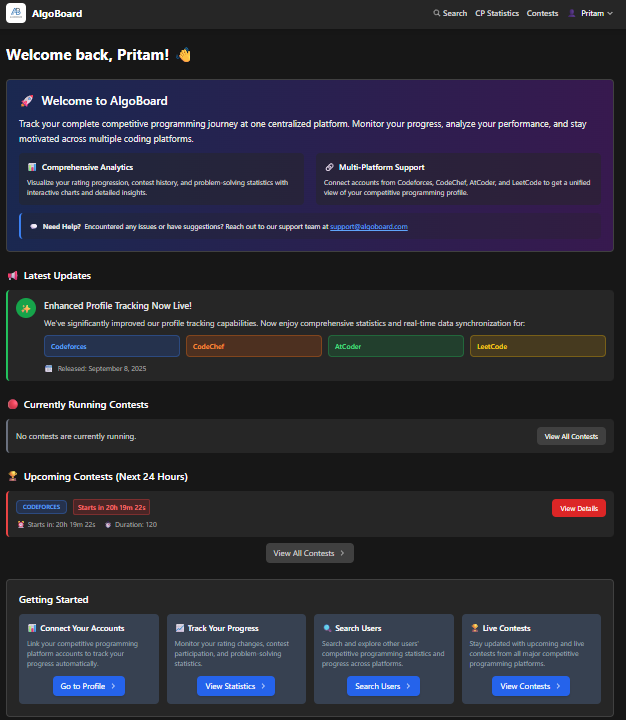 AB
AlgoBoard
Search CP Statistics Contests Pritam
Welcome back, Pritam! 👋
🚀 Welcome to AlgoBoard
Track your complete competitive programming journey at one centralized platform. Monitor your progress, analyze your performance, and stay
motivated across multiple coding platforms.
Comprehensive Analytics
Visualize your rating progression, contest history, and problem-solving statistics with
interactive charts and detailed insights.
Multi-Platform Support
Connect accounts from Codeforces, CodeChef, AtCoder, and LeetCode to get a unified
view of your competitive programming profile.
Need Help? Encountered any issues or have suggestions? Reach out to our support team at support@algoboard.com
Latest Updates
Enhanced Profile Tracking Now Live!
We've significantly improved our profile tracking capabilities. Now enjoy comprehensive statistics and real-time data synchronization for:
Codeforces
CodeChef
AtCoder
LeetCode
Released: September 8, 2025
Currently Running Contests
No contests are currently running.
View All Contests
Upcoming Contests (Next 24 Hours)
CODEFORCES
Starts in 20h 19m 22s
View Details
Starts in: 20h 19m 22s Duration: 120
View All Contests
Getting Started
Connect Your Accounts
Link your competitive programming
platform accounts to track your
progress automatically.
Go to Profile
Track Your Progress
Monitor your rating changes, contest
participation, and problem-solving
statistics.
View Statistics
Search Users
Search and explore other users'
competitive programming statistics and
progress across platforms.
Search Users
Live Contests
Stay updated with upcoming and live
contests from all major competitive
programming platforms.
View Contests